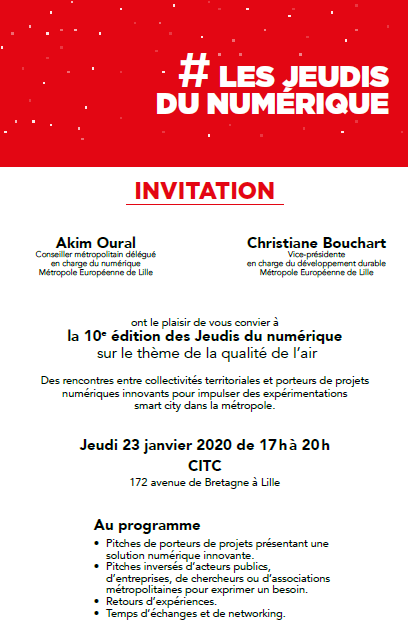 # LES JEUDIS
DU NUMÉRIQUE
INVITATION
Akim Oural
Conseiller métropolitain délégué
en charge du numérique
Métropole Européenne de Lille
Christiane Bouchart
Vice-présidente
en charge du développement durable
Métropole Européenne de Lille
ont le plaisir de vous convier à
la 10e édition des Jeudis du numérique
sur le thème de la qualité de l'air
Des rencontres entre collectivités territoriales et porteurs de projets
numériques innovants pour impulser des expérimentations
smart city dans la métropole.
Jeudi 23 janvier 2020 de 17h à 20h
CITC
172 avenue de Bretagne à Lille
Au programme
• Pitches de porteurs de projets présentant une
solution numérique innovante.
• Pitches inversés d'acteurs publics,
d'entreprises, de chercheurs ou d'associations
métropolitaines pour exprimer un besoin.
• Retours d'expériences.
• Temps d'échanges et de networking.